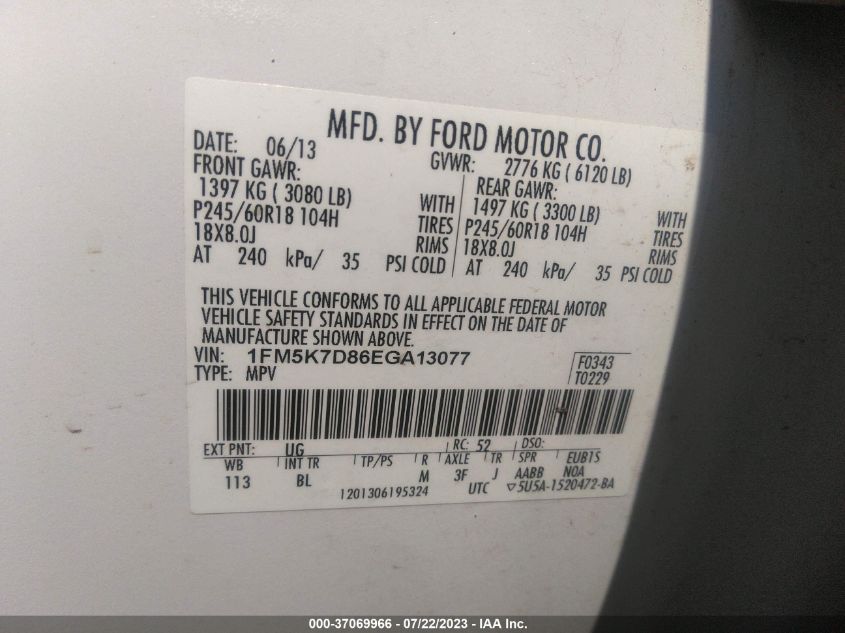 MFD. BY FORD MOTOR CO.
DATE: 06/13 GVWR: 2776 KG ( 6120 LB)
FRONT GAWR: REAR GAWR:
1397 KG ( 3080 LB) WITH 1497 KG ( 3300 LB) WITH
P245/60R18 104H TIRES P245/60R18 104H TIRES
18X8.0J RIMS 18X8.0J RIMS
AT 240 kPa/ 35 PSI COLD AT 240 kPa/ 35 PSI COLD
THIS VEHICLE CONFORMS TO ALL APPLICABLE FEDERAL MOTOR
VEHICLE SAFETY STANDARDS IN EFFECT ON THE DATE OF
MANUFACTURE SHOWN ABOVE.
VIN: 1FM5K7D86EGA13077 F0343
TYPE: MPV T0229
EXT PNT: UG RC: 52 DSO:
WB INT TR TP/PS R AXLE TR SPR EUB1S
113 BL M 3F J AABB NOA
1201306195324 UTC ▽5U5A-1520472-BA
000-37069966 - 07/22/2023 - IAA Inc.